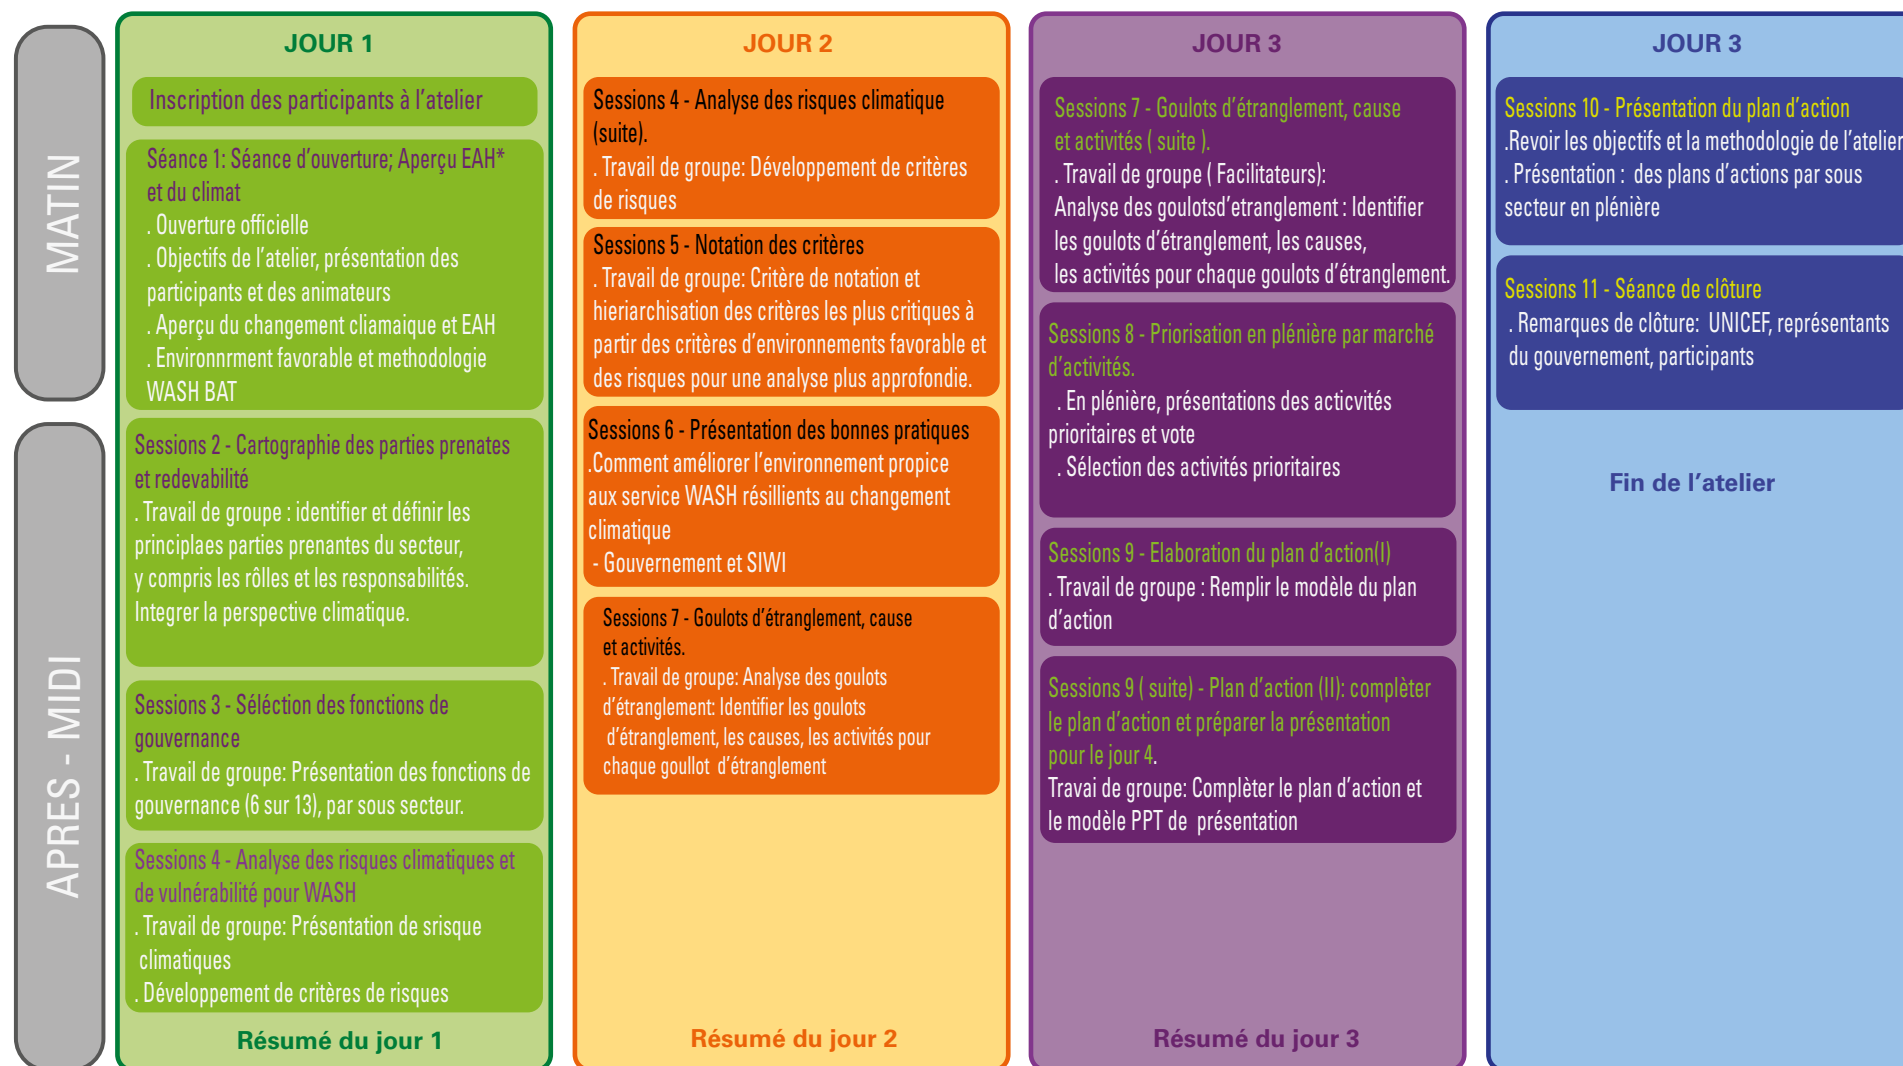 MATIN
APRES - MIDI
JOUR 1
Inscription des participants à l'atelier
Séance 1: Séance d'ouverture; Aperçu EAH*
et du climat
. Ouverture officielle
. Objectifs de l'atelier, présentation des
participants et des animateurs
. Aperçu du changement cliamaique et EAH
. Environnrment favorable et methodologie
WASH BAT
Sessions 2 - Cartographie des parties prenates
et redevabilité
. Travail de groupe : identifier et définir les
principlaes parties prenantes du secteur,
y compris les rôlles et les responsabilités.
Integrer la perspective climatique.
Sessions 3 - Séléction des fonctions de
gouvernance
. Travail de groupe: Présentation des fonctions de
gouvernance (6 sur 13), par sous secteur.
Sessions 4 - Analyse des risques climatiques et
de vulnérabilité pour WASH
. Travail de groupe: Présentation de srisque
climatiques
. Développement de critères de risques
Résumé du jour 1
JOUR 2
Sessions 4 - Analyse des risques climatique
(suite).
. Travail de groupe: Développement de critères
de risques
Sessions 5 - Notation des critères
. Travail de groupe: Critère de notation et
hieriarchisation des critères les plus critiques à
partir des critères d'environnements favorable et
des risques pour une analyse plus approfondie.
Sessions 6 - Présentation des bonnes pratiques
.Comment améliorer l'environnement propice
aux service WASH résillients au changement
climatique
- Gouvernement et SIWI
Sessions 7 - Goulots d'étranglement, cause
et activités.
. Travail de groupe: Analyse des goulots
d'étranglement: Identifier les goulots
d'étranglement, les causes, les activités pour
chaque goullot d'étranglement
Résumé du jour 2
JOUR 3
Sessions 7 - Goulots d'étranglement, cause
et activités ( suite ).
. Travail de groupe ( Facilitateurs):
Analyse des goulotsd'etranglement : Identifier
les goulots d'étranglement, les causes,
les activités pour chaque goulots d'étranglement.
Sessions 8 - Priorisation en plénière par marché
d'activités.
. En plénière, présentations des acticvités
prioritaires et vote
. Sélection des activités prioritaires
Sessions 9 - Elaboration du plan d'action(I)
. Travail de groupe : Remplir le modèle du plan
d'action
Sessions 9 ( suite) - Plan d'action (II): complèter
le plan d'action et préparer la présentation
pour le jour 4.
Travai de groupe: Complèter le plan d'action et
le modèle PPT de présentation
Résumé du jour 3
JOUR 3
Sessions 10 - Présentation du plan d'action
.Revoir les objectifs et la methodologie de l'atelier
. Présentation : des plans d'actions par sous
secteur en plénière
Sessions 11 - Séance de clôture
. Remarques de clôture: UNICEF, représentants
du gouvernement, participants
Fin de l'atelier